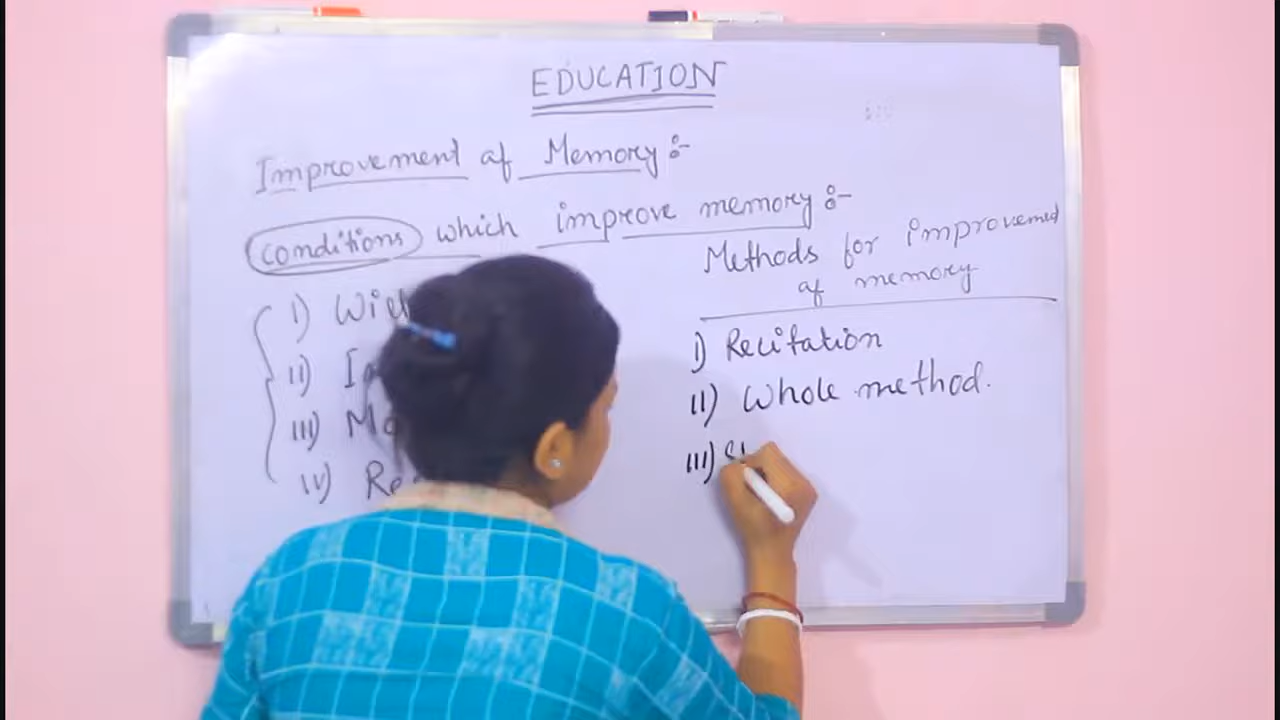 EDUCATION
Improvement of Memory :-
conditions which improve memory :-
Methods for improvement
of memory
I)
II)
III)
IV)
I) Recitation
II) Whole method.
III)